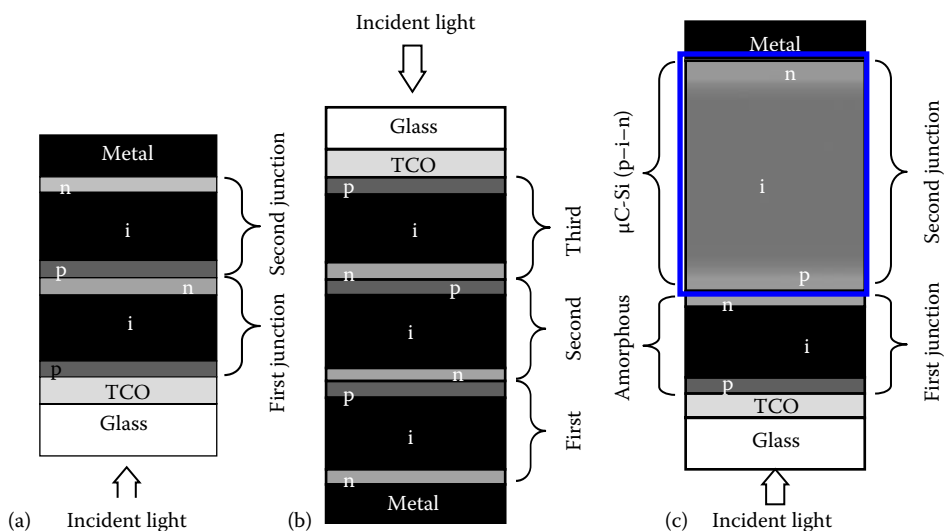 Metal
n
i
p
n
i
p
TCO
Glass
Second junction
First junction
(a)
Incident light
Incident light
Glass
TCO
p
i
n
p
i
n
p
i
n
Metal
Third
Second
First
(b)
Metal
n
i
p
n
i
p
TCO
Glass
μC-Si (p–i–n)
Amorphous
Second junction
First junction
(c)
Incident light